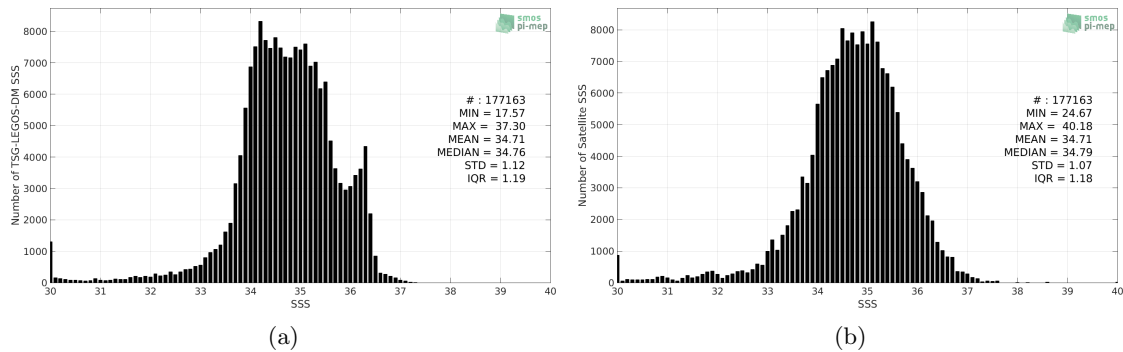 smos
pi-mep
8000
7000
6000
5000
4000
3000
2000
1000
0
Number of TSG-LEGOS-DM SSS
# : 177163
MIN = 17.57
MAX = 37.30
MEAN = 34.71
MEDIAN = 34.76
STD = 1.12
IQR = 1.19
30 31 32 33 34 35 36 37 38 39 40
SSS
(a)
smos
pi-mep
8000
7000
6000
5000
4000
3000
2000
1000
0
Number of Satellite SSS
# : 177163
MIN = 24.67
MAX = 40.18
MEAN = 34.71
MEDIAN = 34.79
STD = 1.07
IQR = 1.18
30 31 32 33 34 35 36 37 38 39 40
SSS
(b)